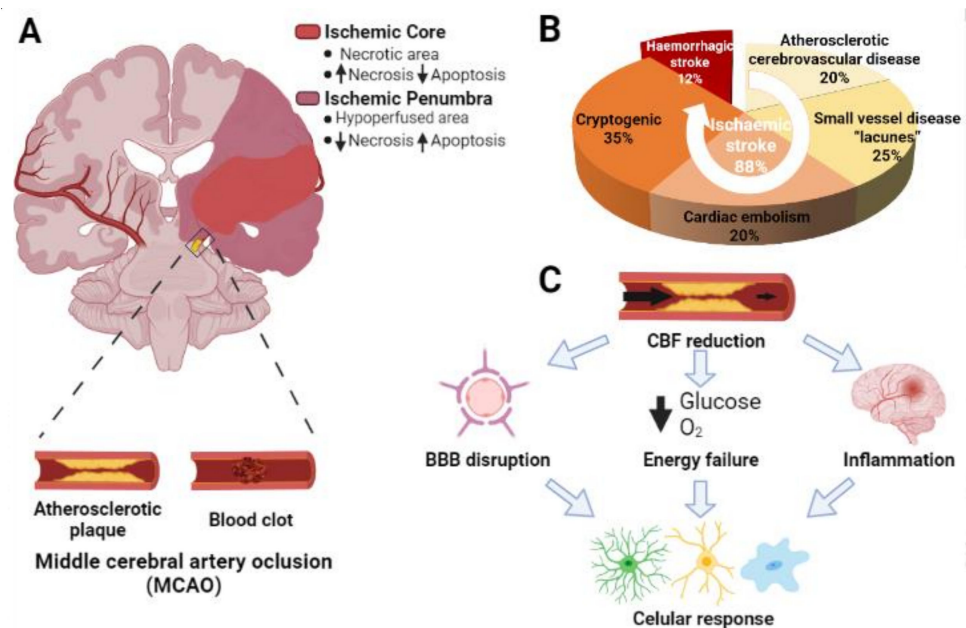 A
Ischemic Core
• Necrotic area
• ↑Necrosis ↓Apoptosis
Ischemic Penumbra
• Hypoperfused area
• ↓Necrosis ↑Apoptosis
Atherosclerotic
plaque
Blood clot
Middle cerebral artery oclusion
(MCAO)
B
Haemorrhagic
stroke
12%
Atherosclerotic
cerebrovascular disease
20%
Small vessel disease
"lacunes"
25%
Cardiac embolism
20%
Cryptogenic
35%
Ischaemic
stroke
88%
C
CBF reduction
BBB disruption
Glucose
O₂
Energy failure
Inflammation
Celular response